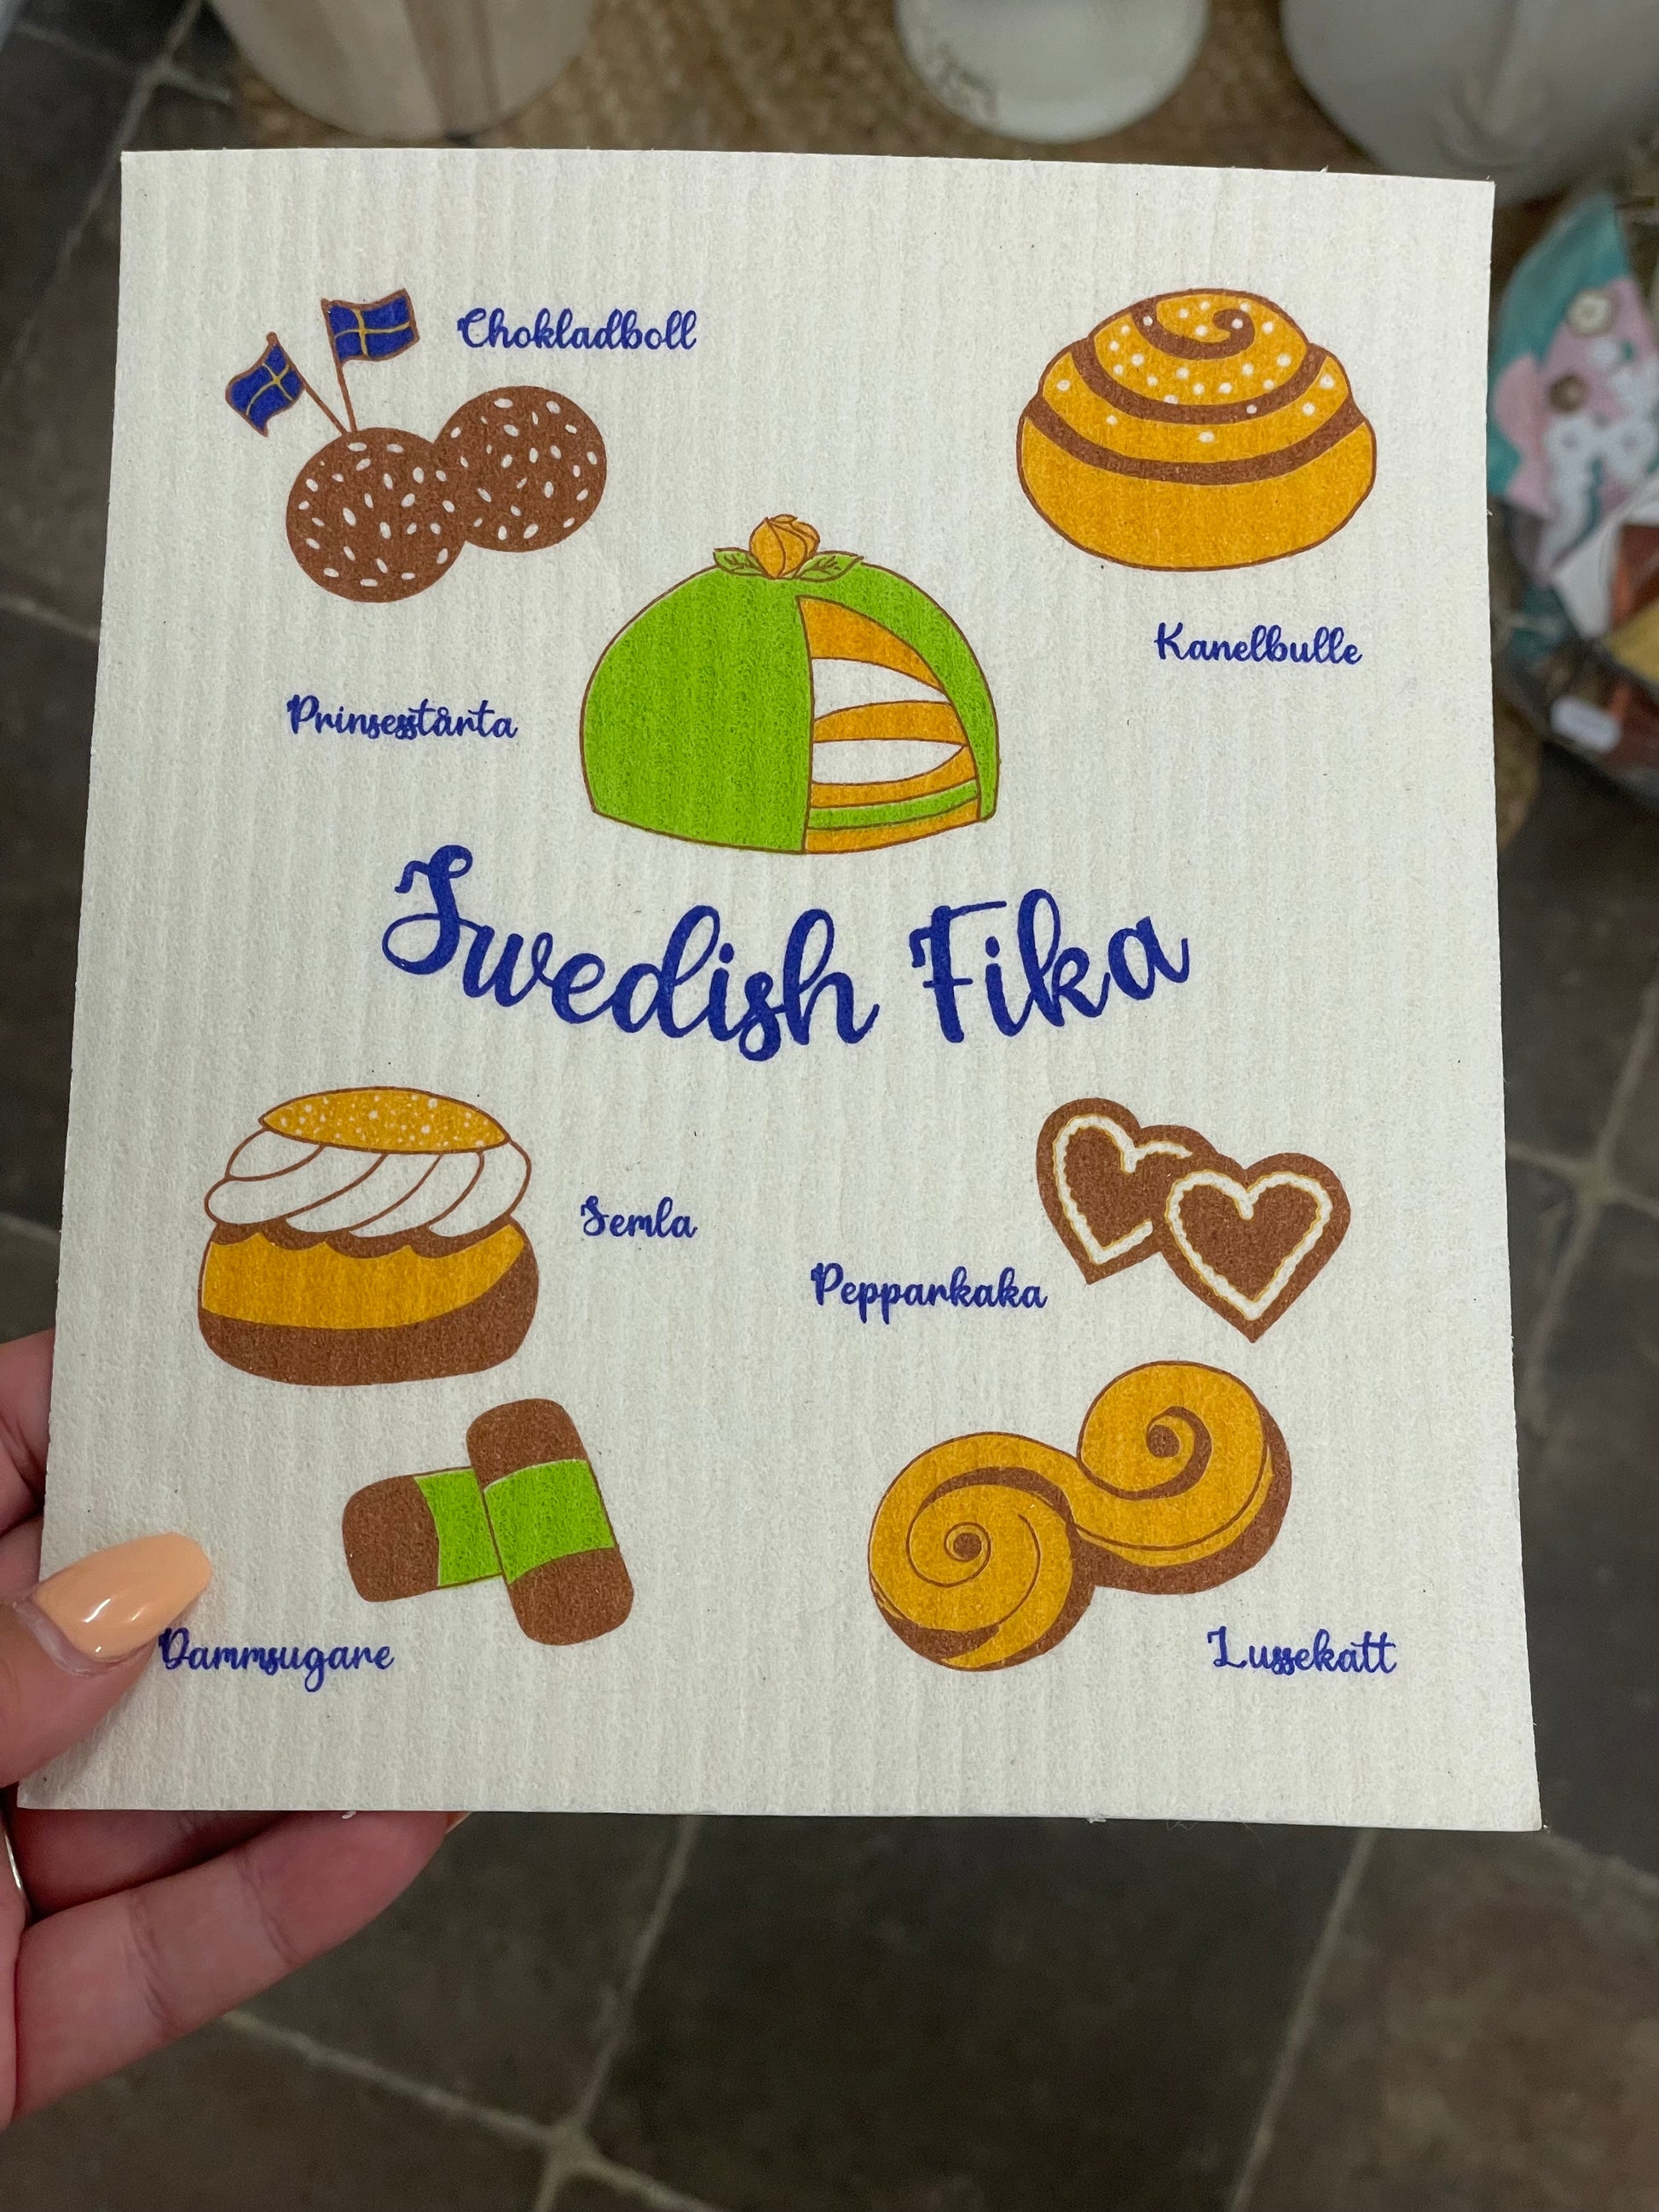 Chokladboll
Kanelbulle
Prinsesstårta
Swedish Fika
Semla
Pepparkaka
Dammsugare
Lussekatt